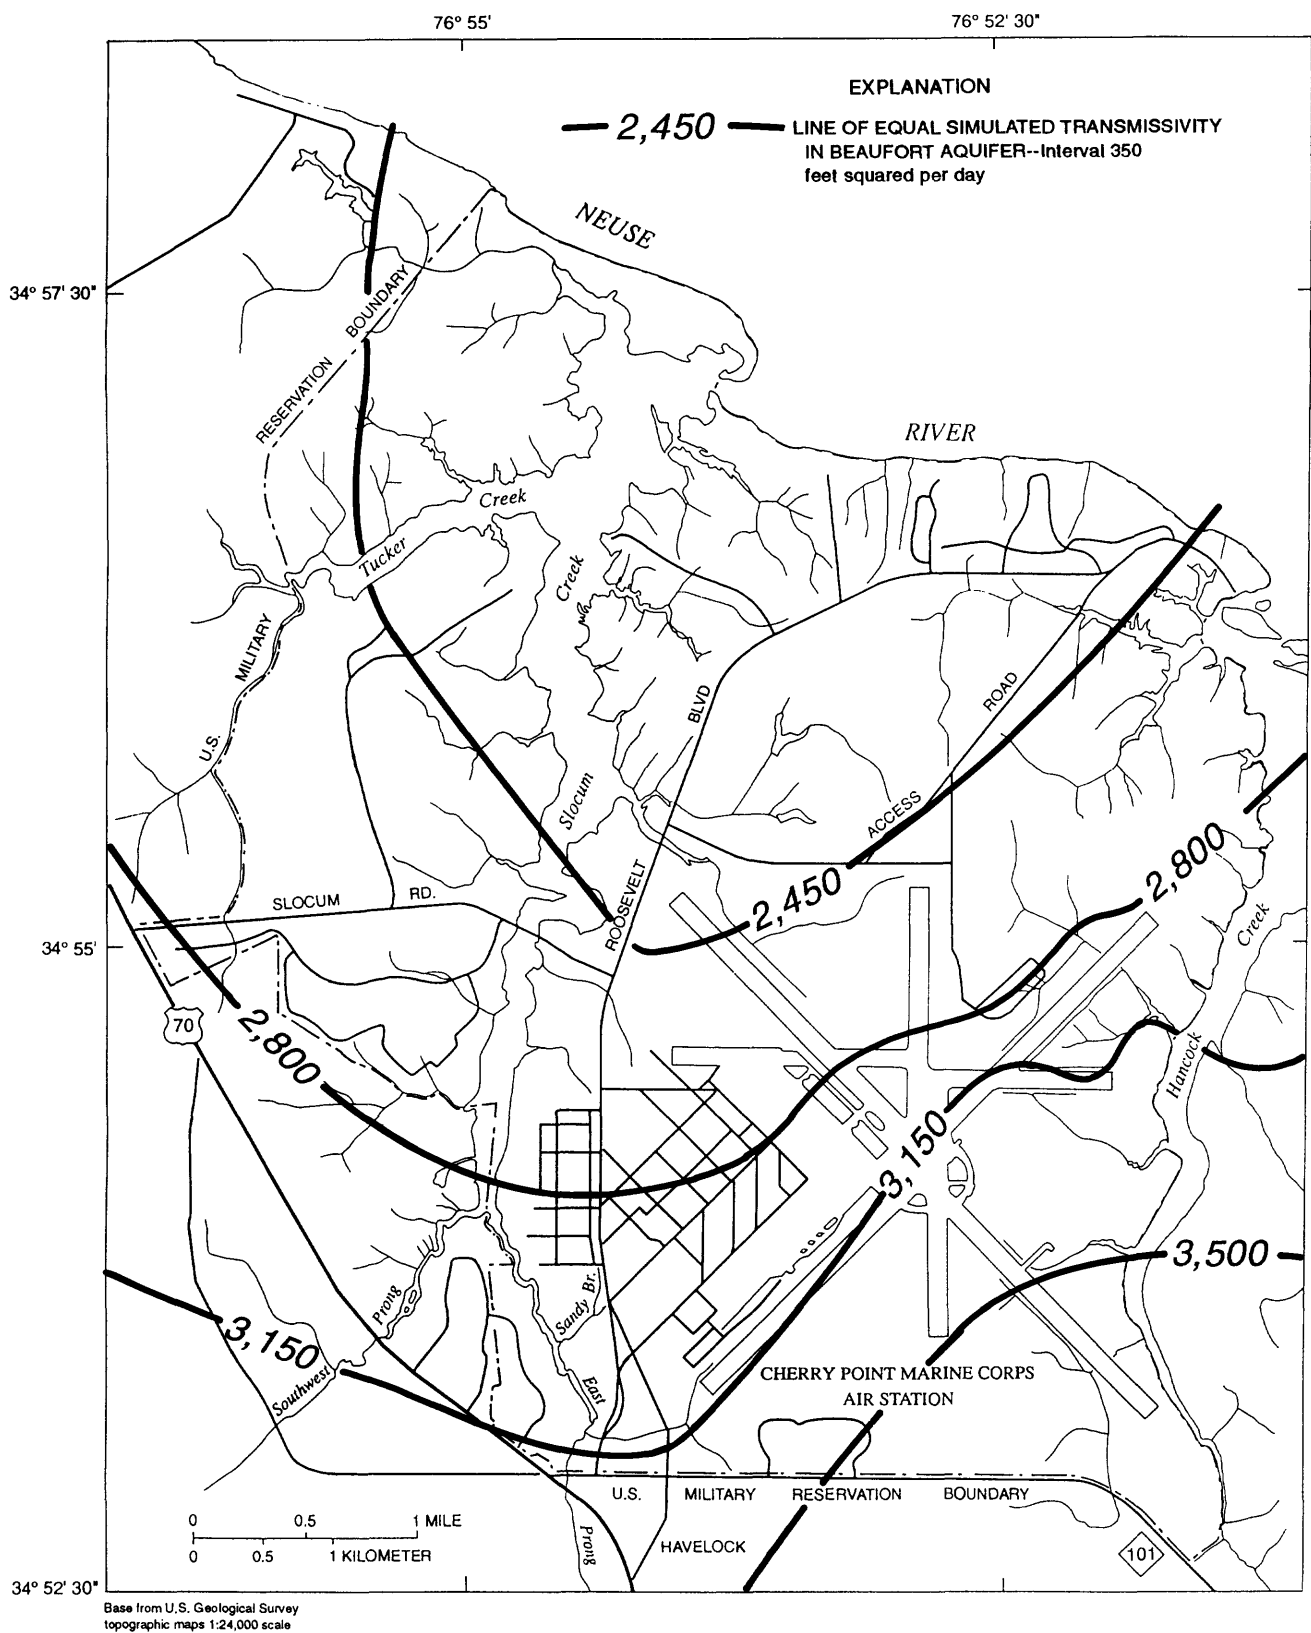 76° 55'
76° 52' 30"
EXPLANATION
2,450
LINE OF EQUAL SIMULATED TRANSMISSIVITY
IN BEAUFORT AQUIFER--Interval 350
feet squared per day
NEUSE
34° 57' 30"
BOUNDARY
RESERVATION
RIVER
Creek
Tucker
Creek
MILITARY
U.S.
BLVD
ROAD
Slocum
ACCESS
2,800
SLOCUM
RD.
ROOSEVELT
2,450
Creek
34° 55'
70
2,800
Hancock
3,150
3,500
Prong
Sandy Br.
3,150
Southwest
East
CHERRY POINT MARINE CORPS
AIR STATION
U.S. MILITARY RESERVATION BOUNDARY
0 0.5 1 MILE
0 0.5 1 KILOMETER
Prong
HAVELOCK
101
34° 52' 30"
Base from U.S. Geological Survey
topographic maps 1:24,000 scale